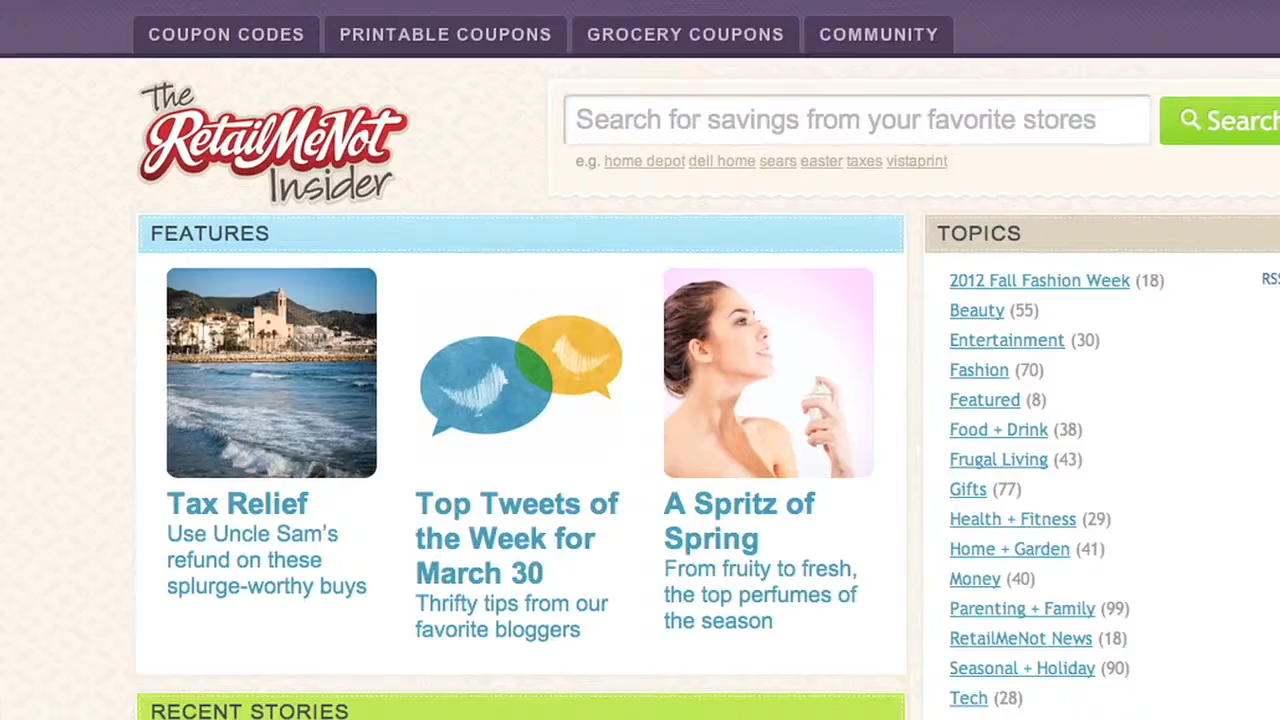 COUPON CODES
PRINTABLE COUPONS
GROCERY COUPONS
COMMUNITY
The
RetailMeNot
Insider
Search for savings from your favorite stores
Search
e.g. home depot dell home sears easter taxes vistaprint
FEATURES
Tax Relief
Use Uncle Sam's
refund on these
splurge-worthy buys
Top Tweets of
the Week for
March 30
Thrifty tips from our
favorite bloggers
A Spritz of
Spring
From fruity to fresh,
the top perfumes of
the season
RECENT STORIES
TOPICS
2012 Fall Fashion Week (18)
RSS
Beauty (55)
Entertainment (30)
Fashion (70)
Featured (8)
Food + Drink (38)
Frugal Living (43)
Gifts (77)
Health + Fitness (29)
Home + Garden (41)
Money (40)
Parenting + Family (99)
RetailMeNot News (18)
Seasonal + Holiday (90)
Tech (28)